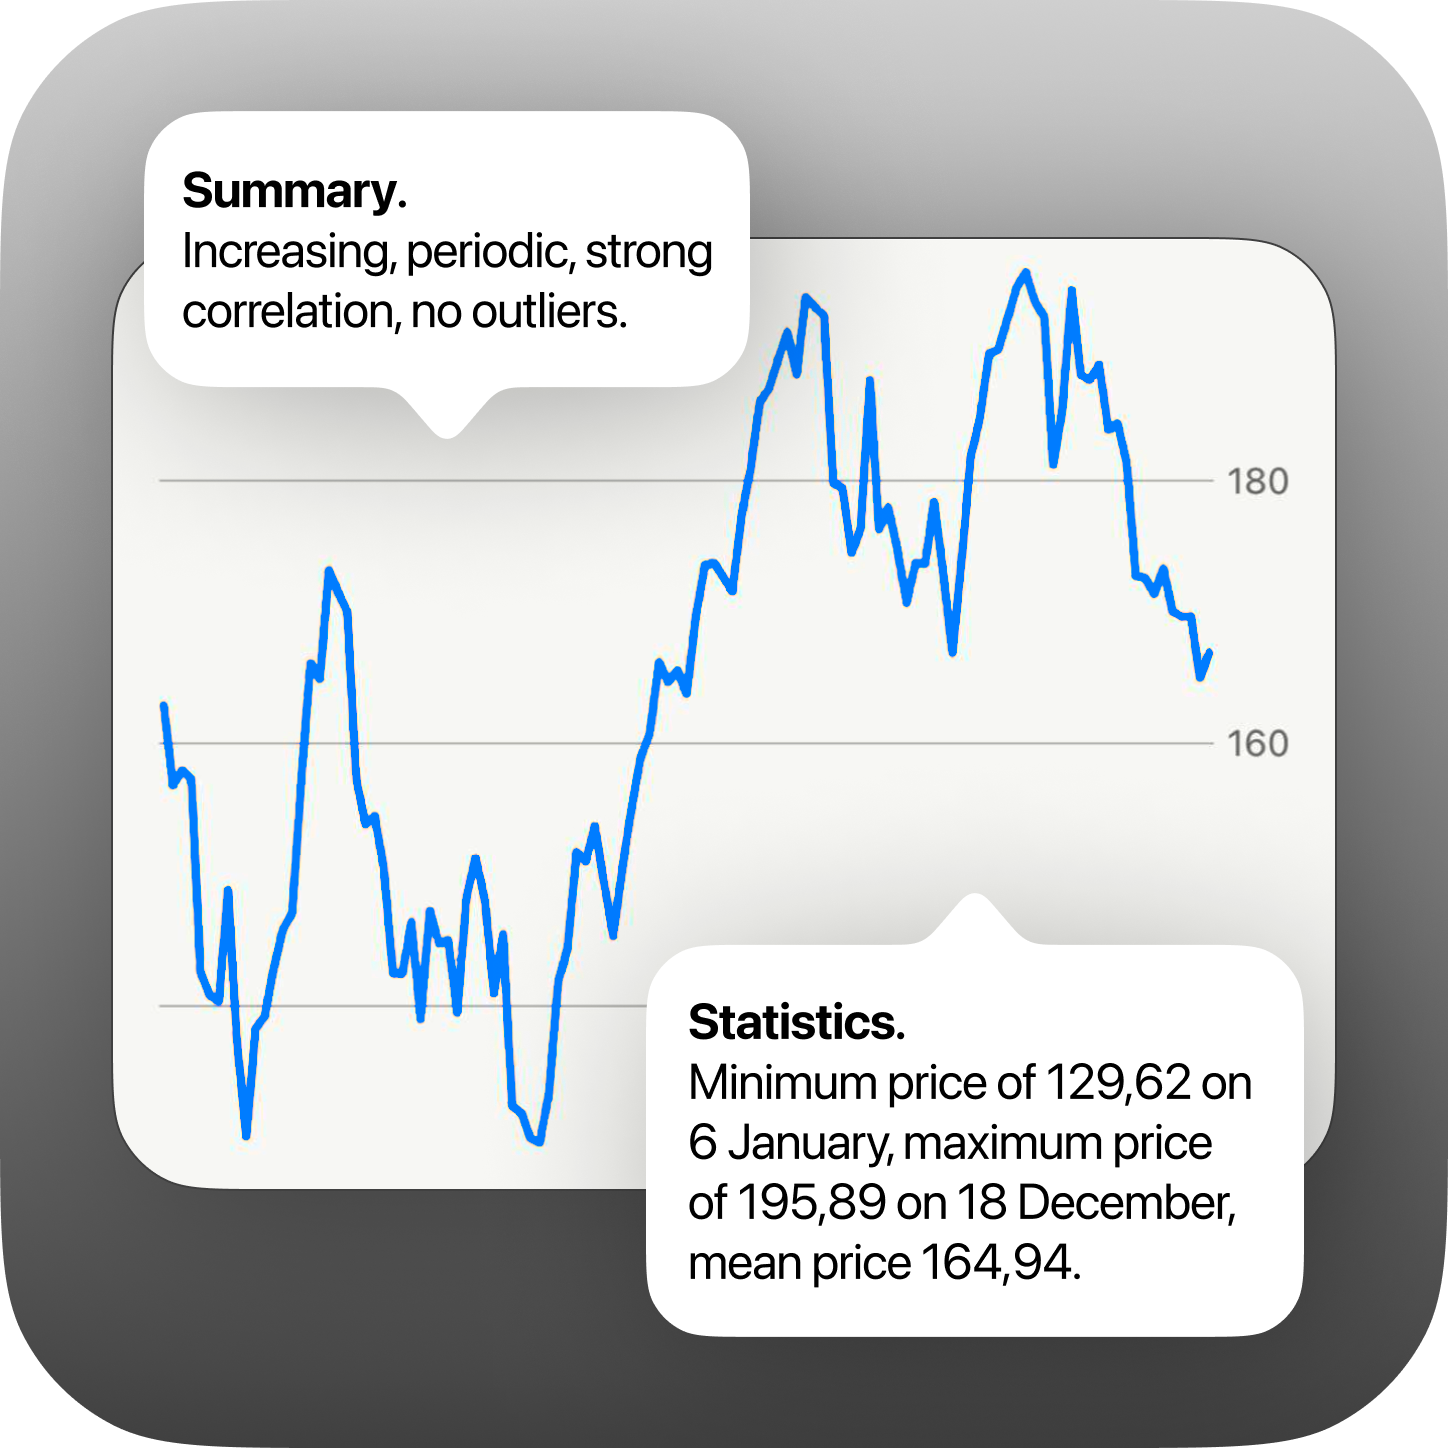 Summary.
Increasing, periodic, strong
correlation, no outliers.
180
160
Statistics.
Minimum price of 129,62 on
6 January, maximum price
of 195,89 on 18 December,
mean price 164,94.